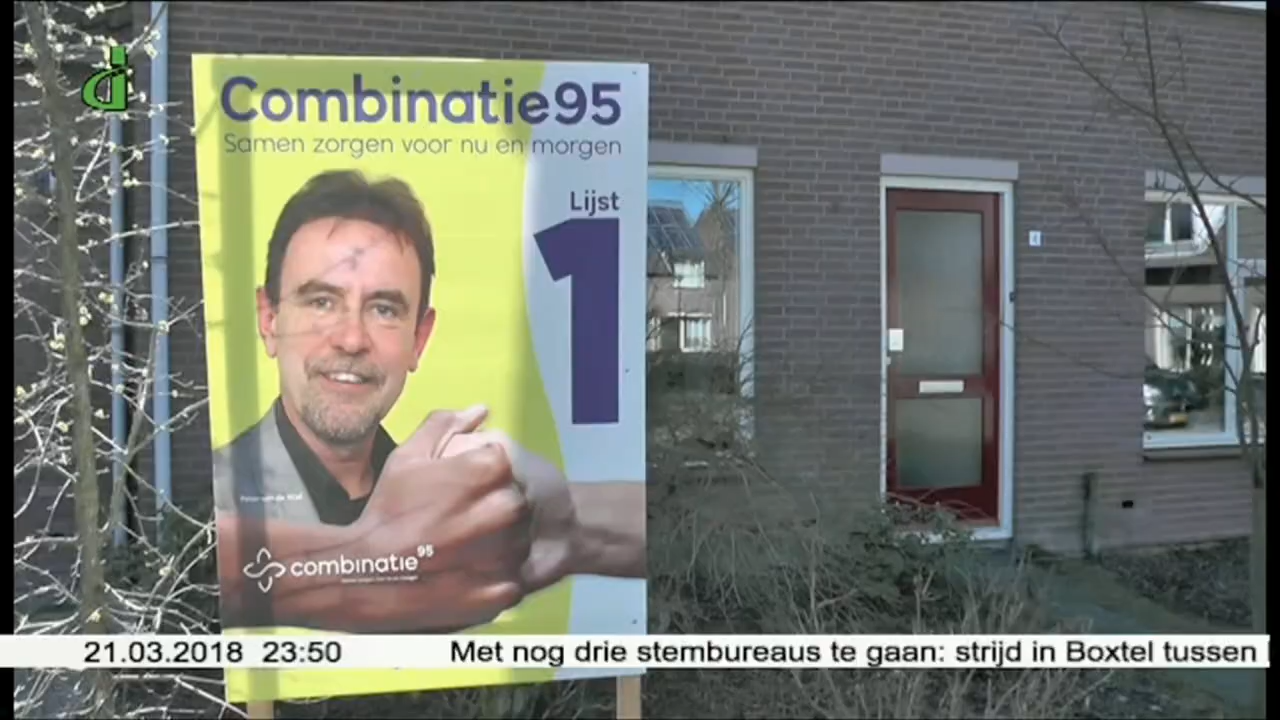 Combinatie95
Samen zorgen voor nu en morgen
Lijst
1
combinatie95
21.03.2018 23:50
Met nog drie stembureaus te gaan: strijd in Boxtel tussen